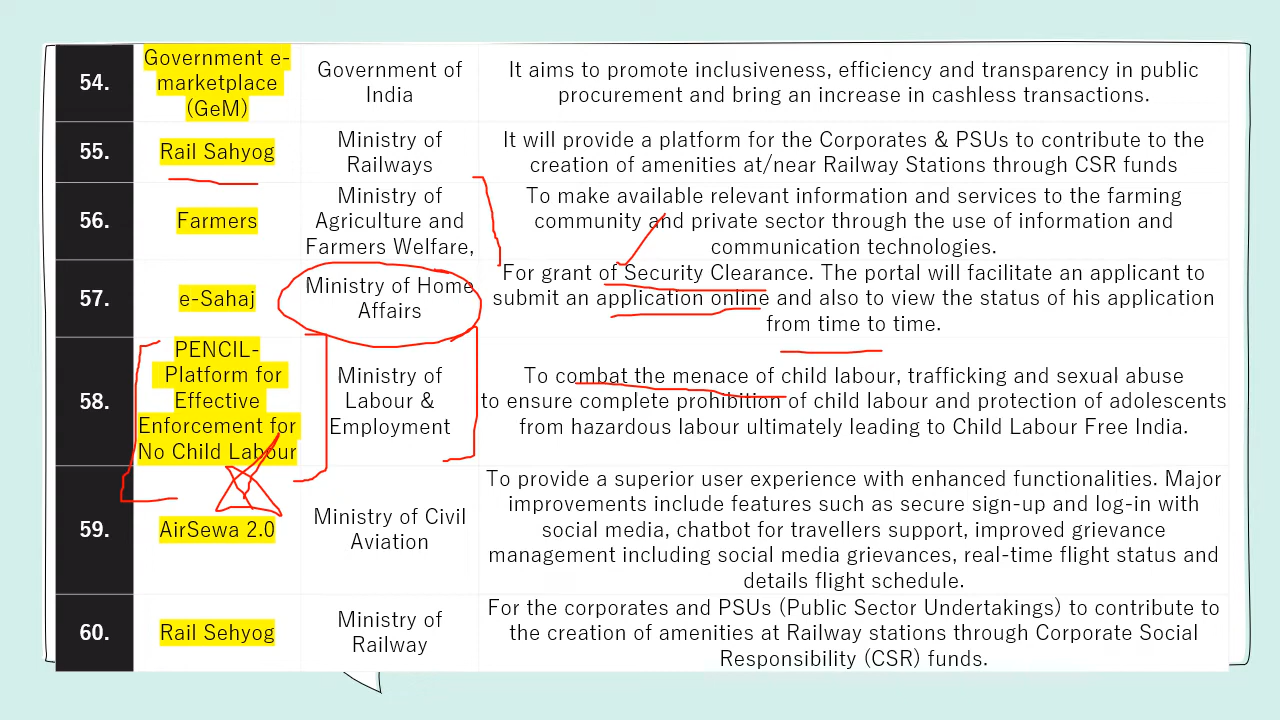 54.
Government e-
marketplace
(GeM)
Government of
India
It aims to promote inclusiveness, efficiency and transparency in public
procurement and bring an increase in cashless transactions.
55.
Rail Sahyog
Ministry of
Railways
It will provide a platform for the Corporates & PSUs to contribute to the
creation of amenities at/near Railway Stations through CSR funds
56.
Farmers
Ministry of
Agriculture and
Farmers Welfare,
To make available relevant information and services to the farming
community and private sector through the use of information and
communication technologies.
57.
e-Sahaj
Ministry of Home
Affairs
For grant of Security Clearance. The portal will facilitate an applicant to
submit an application online and also to view the status of his application
from time to time.
58.
PENCIL-
Platform for
Effective
Enforcement for
No Child Labour
Ministry of
Labour &
Employment
To combat the menace of child labour, trafficking and sexual abuse
to ensure complete prohibition of child labour and protection of adolescents
from hazardous labour ultimately leading to Child Labour Free India.
59.
AirSewa 2.0
Ministry of Civil
Aviation
To provide a superior user experience with enhanced functionalities. Major
improvements include features such as secure sign-up and log-in with
social media, chatbot for travellers support, improved grievance
management including social media grievances, real-time flight status and
details flight schedule.
60.
Rail Sehyog
Ministry of
Railway
For the corporates and PSUs (Public Sector Undertakings) to contribute to
the creation of amenities at Railway stations through Corporate Social
Responsibility (CSR) funds.